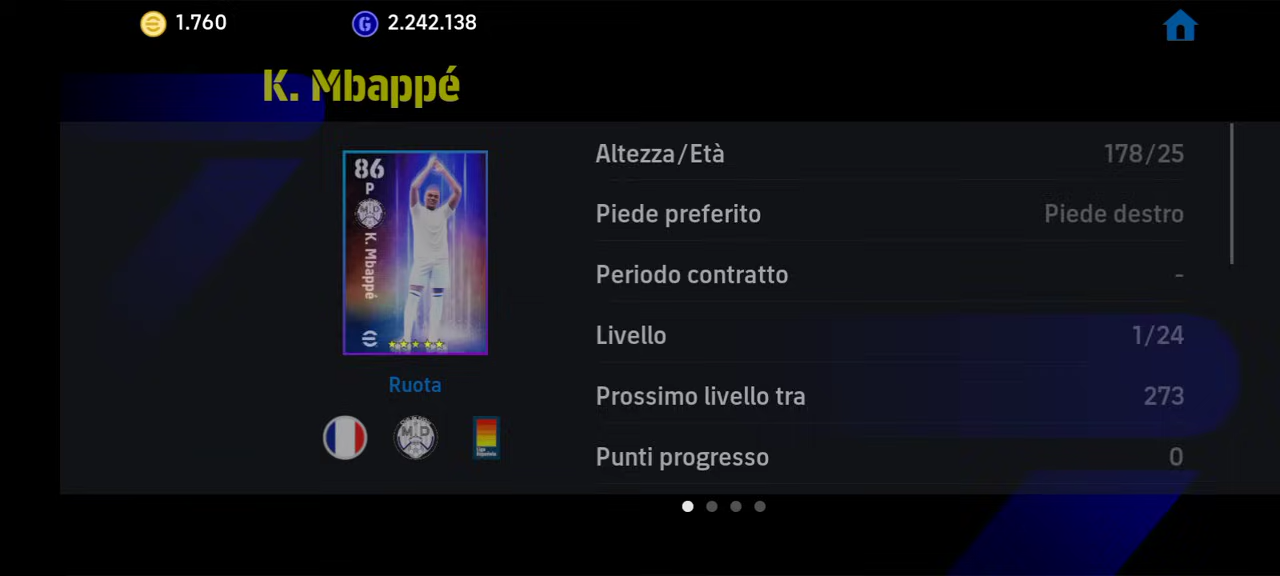 1.760 2.242.138
K. Mbappé
86
P
K. Mbappé
Ruota
Altezza/Età 178/25
Piede preferito Piede destro
Periodo contratto -
Livello 1/24
Prossimo livello tra 273
Punti progresso 0